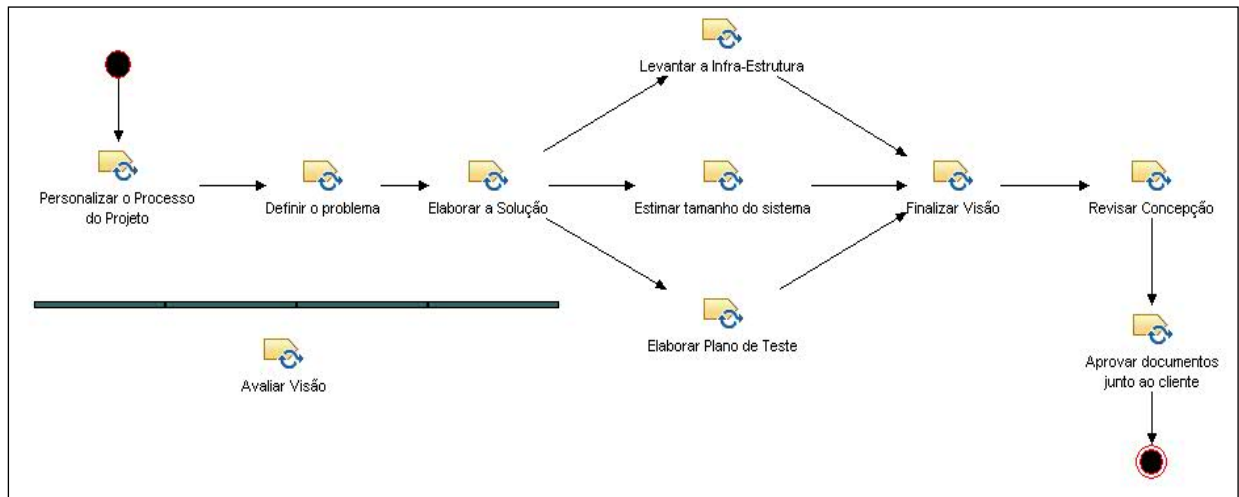 Levantar a Infra-Estrutura
Personalizar o Processo
do Projeto
Definir o problema
Elaborar a Solução
Estimar tamanho do sistema
Finalizar Visão
Revisar Concepção
Elaborar Plano de Teste
Avaliar Visão
Aprovar documentos
junto ao cliente